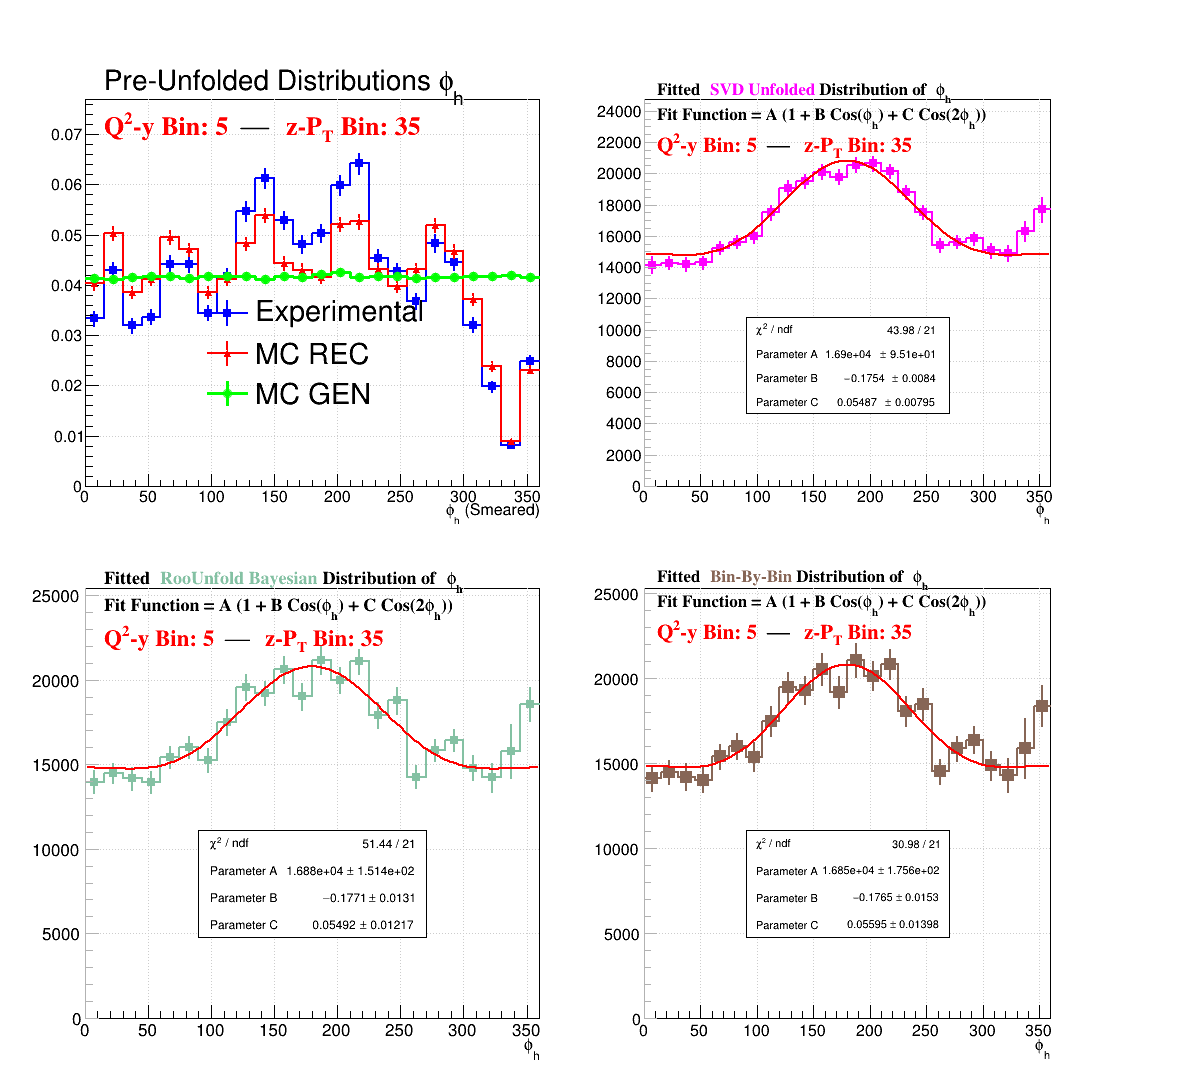 Pre-Unfolded Distributions ϕh
Q²-y Bin: 5 — z-PT Bin: 35
0.07
0.06
0.05
0.04
0.03
0.02
0.01
0
Experimental
MC REC
MC GEN
0 50 100 150 200 250 300 350
ϕh (Smeared)
Fitted SVD Unfolded Distribution of ϕh
Fit Function = A (1 + B Cos(ϕh) + C Cos(2ϕh))
Q²-y Bin: 5 — z-PT Bin: 35
24000
22000
20000
18000
16000
14000
12000
10000
8000
6000
4000
2000
0
χ² / ndf 43.98 / 21
Parameter A 1.69e+04 ± 9.51e+01
Parameter B −0.1754 ± 0.0084
Parameter C 0.05487 ± 0.00795
0 50 100 150 200 250 300 350
ϕh
Fitted RooUnfold Bayesian Distribution of ϕh
Fit Function = A (1 + B Cos(ϕh) + C Cos(2ϕh))
Q²-y Bin: 5 — z-PT Bin: 35
25000
20000
15000
10000
5000
0
χ² / ndf 51.44 / 21
Parameter A 1.688e+04 ± 1.514e+02
Parameter B −0.1771 ± 0.0131
Parameter C 0.05492 ± 0.01217
0 50 100 150 200 250 300 350
ϕh
Fitted Bin-By-Bin Distribution of ϕh
Fit Function = A (1 + B Cos(ϕh) + C Cos(2ϕh))
Q²-y Bin: 5 — z-PT Bin: 35
25000
20000
15000
10000
5000
0
χ² / ndf 30.98 / 21
Parameter A 1.685e+04 ± 1.756e+02
Parameter B −0.1765 ± 0.0153
Parameter C 0.05595 ± 0.01398
0 50 100 150 200 250 300 350
ϕh